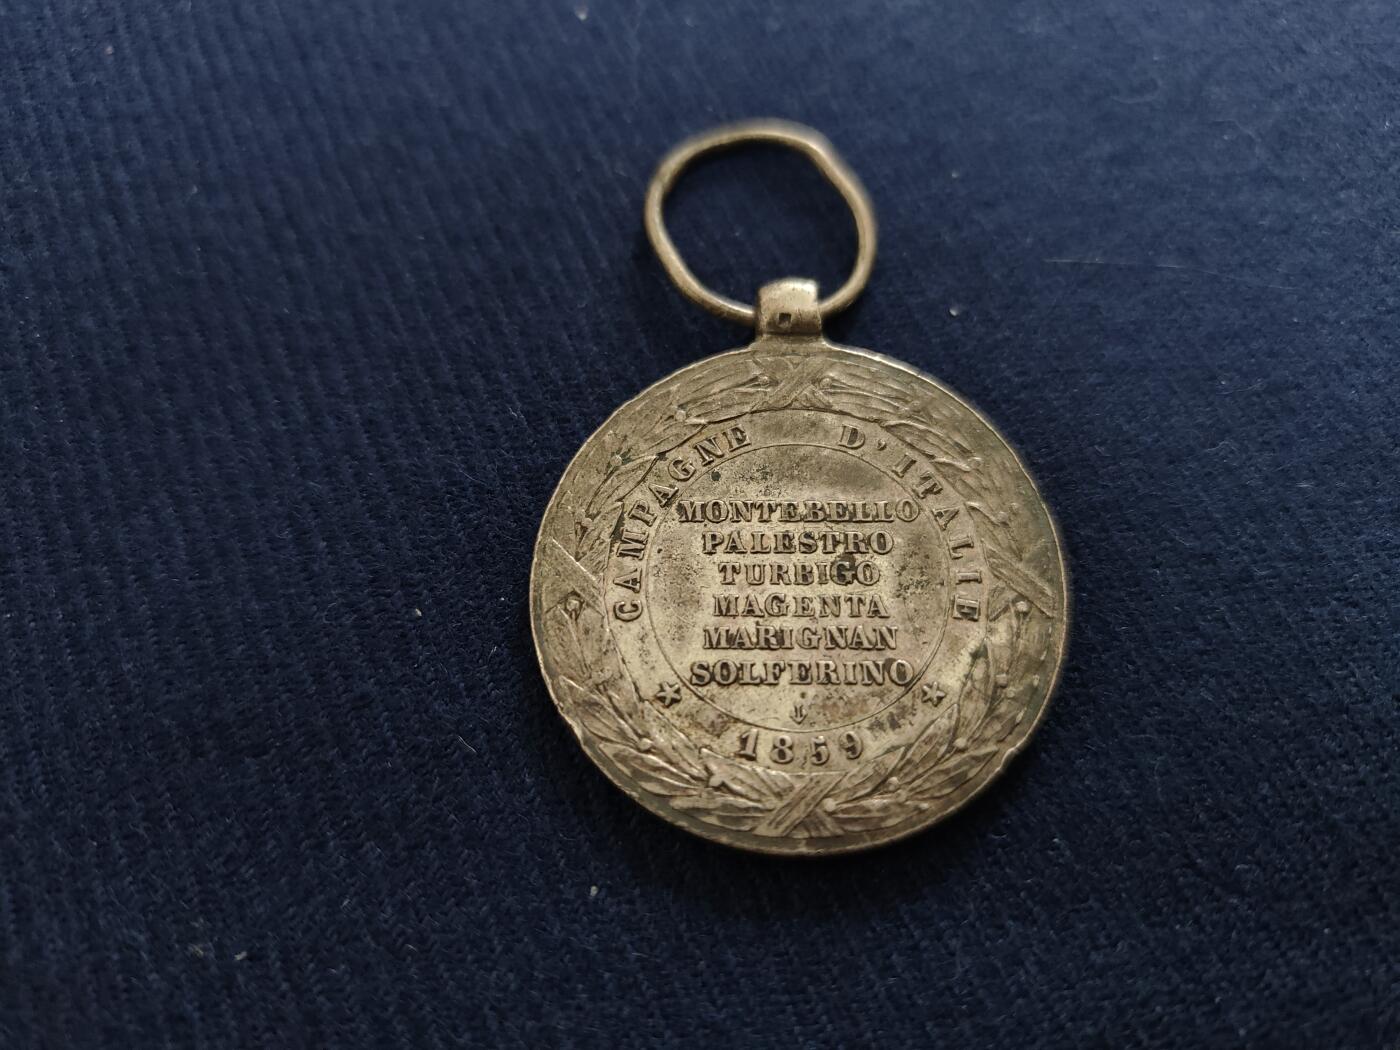 CAMPAGNE D'ITALIE
MONTEBELLO
PALESTRO
TURBIGO
MAGENTA
MARIGNAN
SOLFERINO
1859